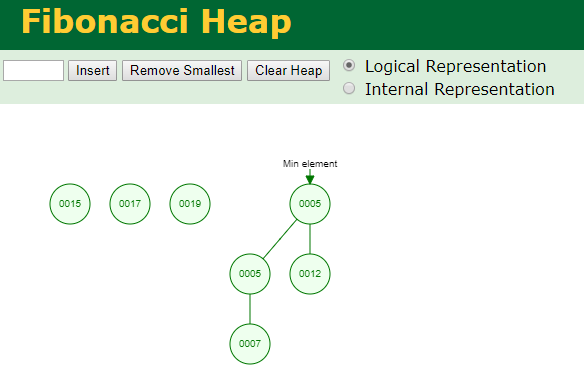 Fibonacci Heap
Insert Remove Smallest Clear Heap
Logical Representation
Internal Representation
Min element
0015 0017 0019 0005
0005 0012
0007